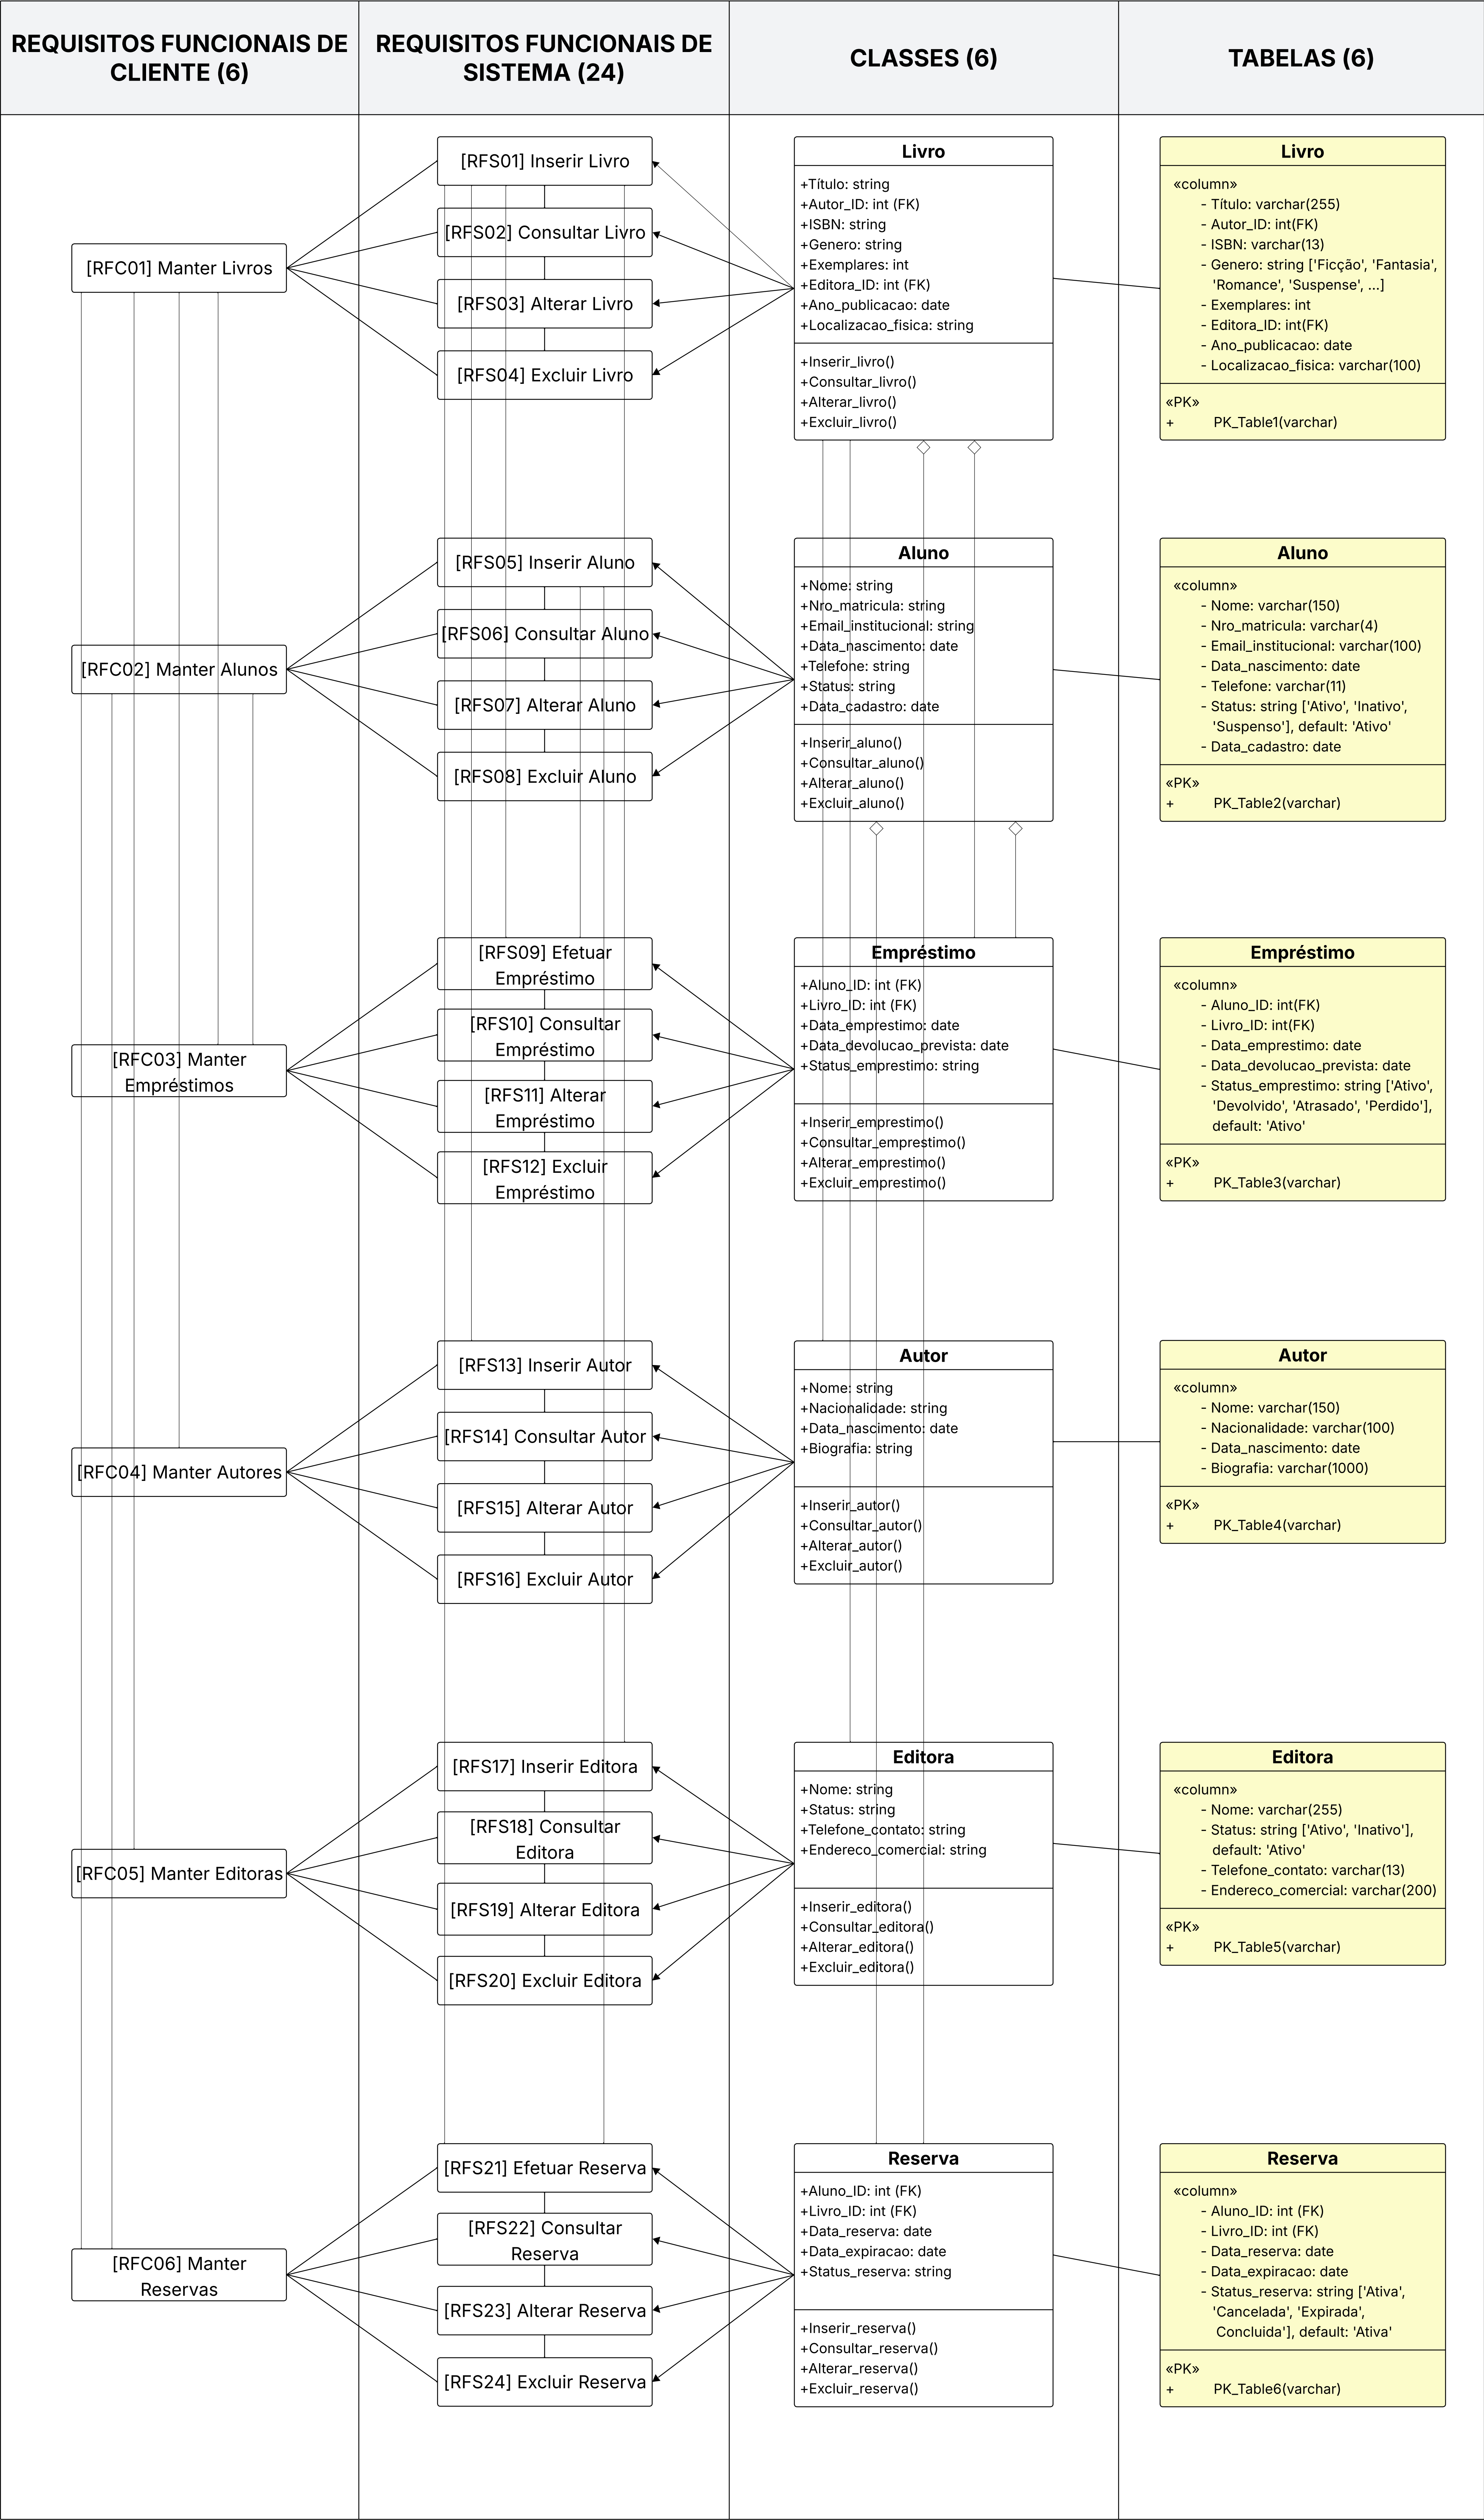 REQUISITOS FUNCIONAIS DE
CLIENTE (6)
REQUISITOS FUNCIONAIS DE
SISTEMA (24)
CLASSES (6)
TABELAS (6)
[RFC01] Manter Livros
[RFS01] Inserir Livro
[RFS02] Consultar Livro
[RFS03] Alterar Livro
[RFS04] Excluir Livro
Livro
+Título: string
+Autor_ID: int (FK)
+ISBN: string
+Genero: string
+Exemplares: int
+Editora_ID: int (FK)
+Ano_publicacao: date
+Localizacao_fisica: string
+Inserir_livro()
+Consultar_livro()
+Alterar_livro()
+Excluir_livro()
Livro
«column»
- Título: varchar(255)
- Autor_ID: int(FK)
- ISBN: varchar(13)
- Genero: string ['Ficção', 'Fantasia',
'Romance', 'Suspense', ...]
- Exemplares: int
- Editora_ID: int(FK)
- Ano_publicacao: date
- Localizacao_fisica: varchar(100)
«PK»
+ PK_Table1(varchar)
[RFC02] Manter Alunos
[RFS05] Inserir Aluno
[RFS06] Consultar Aluno
[RFS07] Alterar Aluno
[RFS08] Excluir Aluno
Aluno
+Nome: string
+Nro_matricula: string
+Email_institucional: string
+Data_nascimento: date
+Telefone: string
+Status: string
+Data_cadastro: date
+Inserir_aluno()
+Consultar_aluno()
+Alterar_aluno()
+Excluir_aluno()
Aluno
«column»
- Nome: varchar(150)
- Nro_matricula: varchar(4)
- Email_institucional: varchar(100)
- Data_nascimento: date
- Telefone: varchar(11)
- Status: string ['Ativo', 'Inativo',
'Suspenso'], default: 'Ativo'
- Data_cadastro: date
«PK»
+ PK_Table2(varchar)
[RFC03] Manter
Empréstimos
[RFS09] Efetuar
Empréstimo
[RFS10] Consultar
Empréstimo
[RFS11] Alterar
Empréstimo
[RFS12] Excluir
Empréstimo
Empréstimo
+Aluno_ID: int (FK)
+Livro_ID: int (FK)
+Data_emprestimo: date
+Data_devolucao_prevista: date
+Status_emprestimo: string
+Inserir_emprestimo()
+Consultar_emprestimo()
+Alterar_emprestimo()
+Excluir_emprestimo()
Empréstimo
«column»
- Aluno_ID: int(FK)
- Livro_ID: int(FK)
- Data_emprestimo: date
- Data_devolucao_prevista: date
- Status_emprestimo: string ['Ativo',
'Devolvido', 'Atrasado', 'Perdido'],
default: 'Ativo'
«PK»
+ PK_Table3(varchar)
[RFC04] Manter Autores
[RFS13] Inserir Autor
[RFS14] Consultar Autor
[RFS15] Alterar Autor
[RFS16] Excluir Autor
Autor
+Nome: string
+Nacionalidade: string
+Data_nascimento: date
+Biografia: string
+Inserir_autor()
+Consultar_autor()
+Alterar_autor()
+Excluir_autor()
Autor
«column»
- Nome: varchar(150)
- Nacionalidade: varchar(100)
- Data_nascimento: date
- Biografia: varchar(1000)
«PK»
+ PK_Table4(varchar)
[RFC05] Manter Editoras
[RFS17] Inserir Editora
[RFS18] Consultar
Editora
[RFS19] Alterar Editora
[RFS20] Excluir Editora
Editora
+Nome: string
+Status: string
+Telefone_contato: string
+Endereco_comercial: string
+Inserir_editora()
+Consultar_editora()
+Alterar_editora()
+Excluir_editora()
Editora
«column»
- Nome: varchar(255)
- Status: string ['Ativo', 'Inativo'],
default: 'Ativo'
- Telefone_contato: varchar(13)
- Endereco_comercial: varchar(200)
«PK»
+ PK_Table5(varchar)
[RFC06] Manter
Reservas
[RFS21] Efetuar Reserva
[RFS22] Consultar
Reserva
[RFS23] Alterar Reserva
[RFS24] Excluir Reserva
Reserva
+Aluno_ID: int (FK)
+Livro_ID: int (FK)
+Data_reserva: date
+Data_expiracao: date
+Status_reserva: string
+Inserir_reserva()
+Consultar_reserva()
+Alterar_reserva()
+Excluir_reserva()
Reserva
«column»
- Aluno_ID: int (FK)
- Livro_ID: int (FK)
- Data_reserva: date
- Data_expiracao: date
- Status_reserva: string ['Ativa',
'Cancelada', 'Expirada',
Concluida'], default: 'Ativa'
«PK»
+ PK_Table6(varchar)